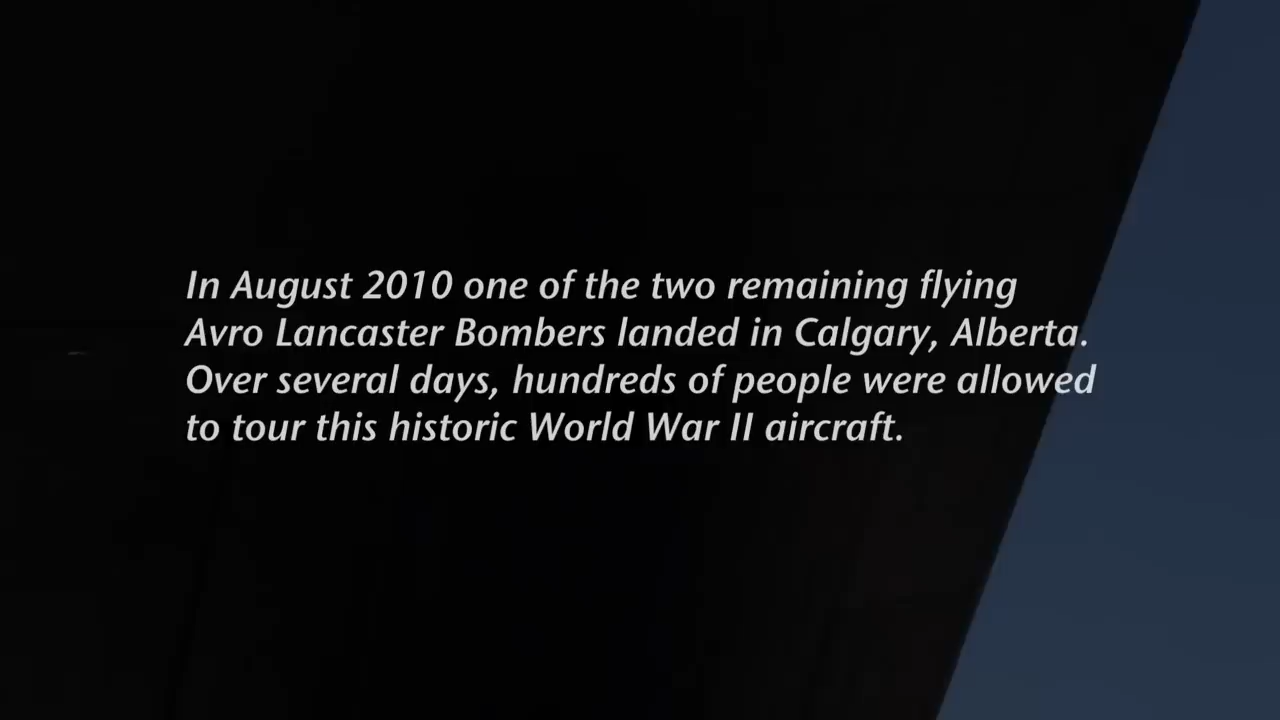 In August 2010 one of the two remaining flying
Avro Lancaster Bombers landed in Calgary, Alberta.
Over several days, hundreds of people were allowed
to tour this historic World War II aircraft.